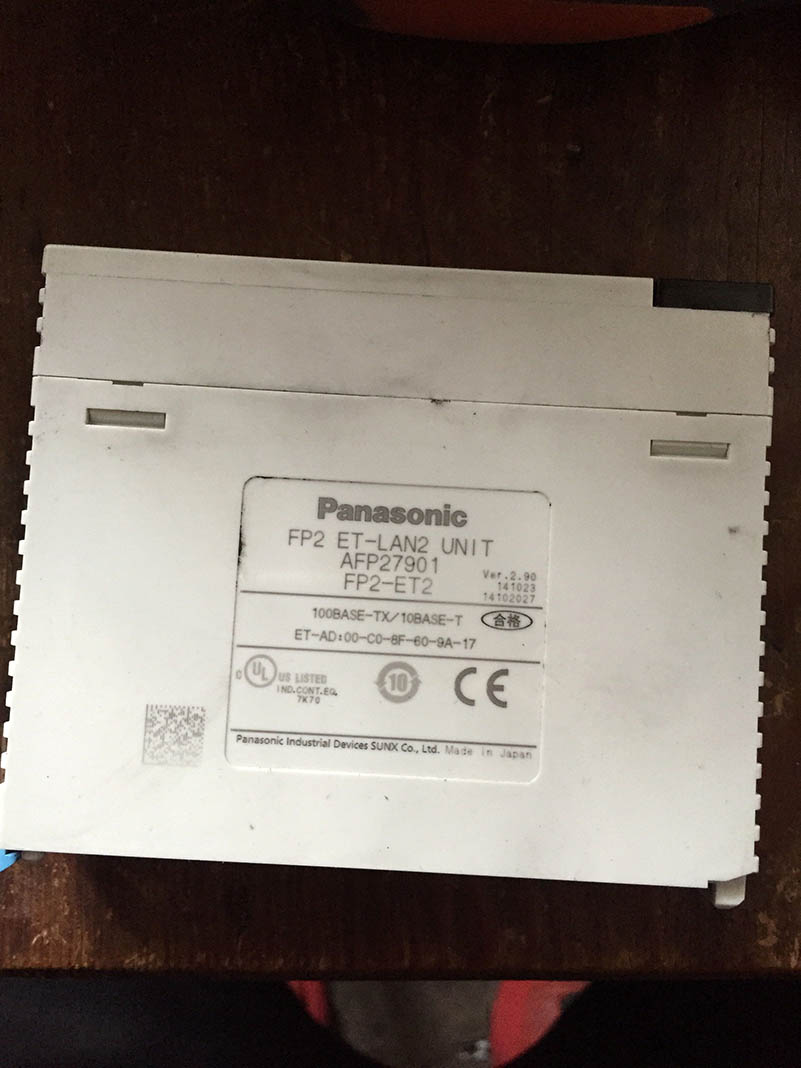 Panasonic
FP2 ET-LAN2 UNIT
AFP27901
FP2-ET2
Ver.2.90
141023
14102027
100BASE-TX/10BASE-T
合格
ET-AD:00-C0-8F-60-9A-17
C UL US LISTED
IND.CONT.EQ.
7K70
10
CE
Panasonic Industrial Devices SUNX Co., Ltd. Made in Japan